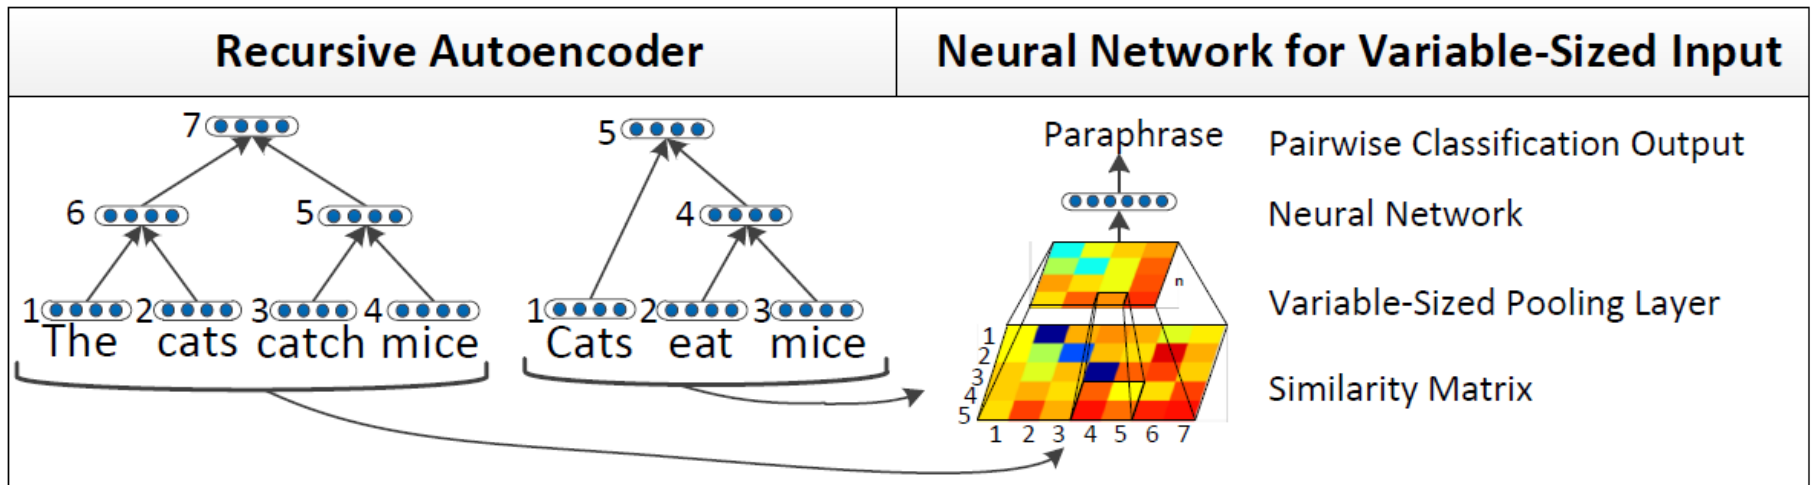 Recursive Autoencoder
Neural Network for Variable-Sized Input
7
6 5
1 2 3 4
The cats catch mice
5
4
1 2 3
Cats eat mice
Paraphrase
Pairwise Classification Output
Neural Network
n
Variable-Sized Pooling Layer
1
2
3
4
5
Similarity Matrix
1 2 3 4 5 6 7